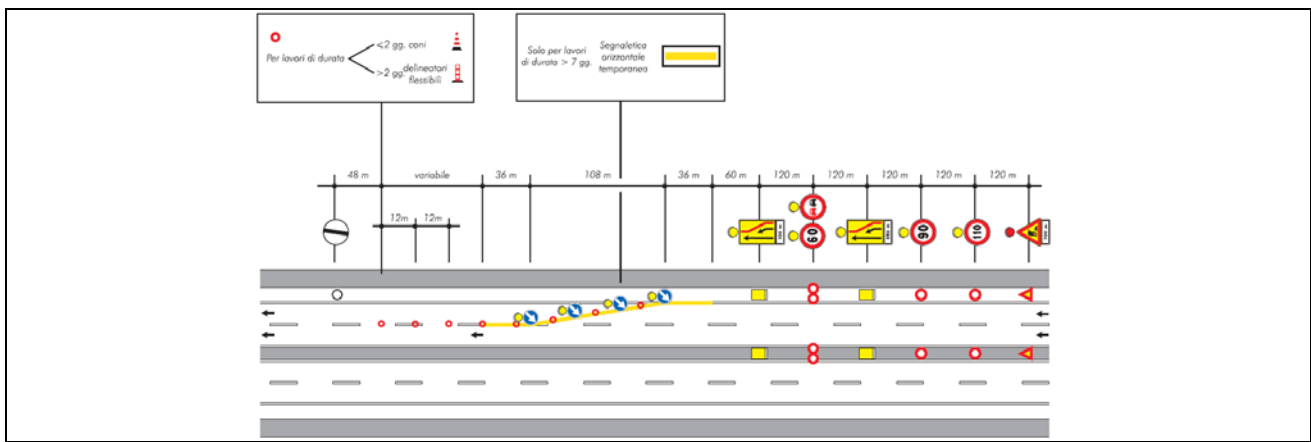 Per lavori di durata
<2 gg. coni
>2 gg. delineatori
flessibili
Solo per lavori
di durata > 7 gg.
Segnaletica
orizzontale
temporanea
48 m variabile 36 m 108 m 36 m 60 m 120 m 120 m 120 m 120 m 120 m
12m 12m
60 90 110